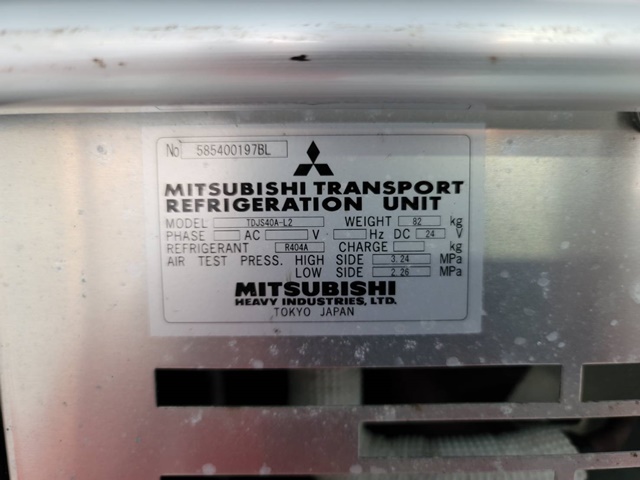 No 585400197BL
MITSUBISHI TRANSPORT
REFRIGERATION UNIT
MODEL TDJS40A-L2 WEIGHT 82 kg
PHASE AC V Hz DC 24 V
REFRIGERANT R404A CHARGE kg
AIR TEST PRESS. HIGH SIDE 3.24 MPa
LOW SIDE 2.26 MPa
MITSUBISHI
HEAVY INDUSTRIES, LTD.
TOKYO JAPAN